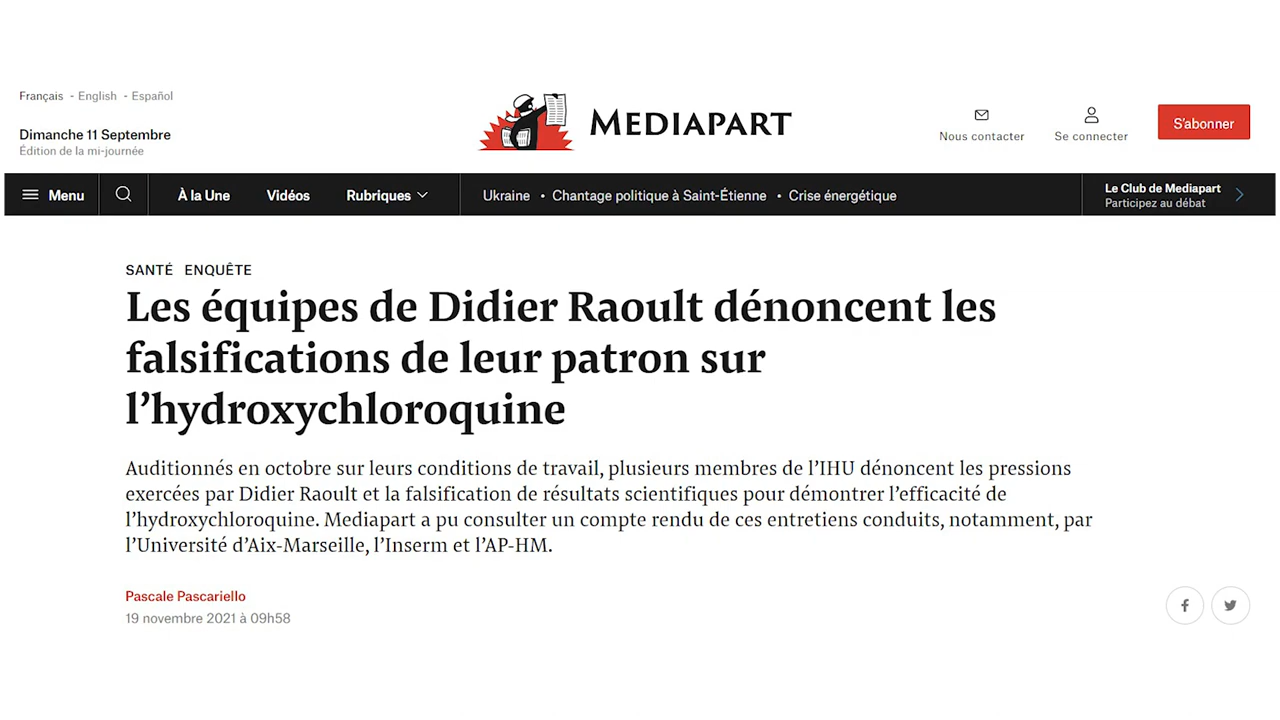 Français - English - Español
Dimanche 11 Septembre
Édition de la mi-journée
MEDIAPART
Nous contacter
Se connecter
S'abonner
Menu
À la Une
Vidéos
Rubriques
Ukraine • Chantage politique à Saint-Étienne • Crise énergétique
Le Club de Mediapart
Participez au débat
SANTÉ ENQUÊTE
Les équipes de Didier Raoult dénoncent les
falsifications de leur patron sur
l’hydroxychloroquine
Auditionnés en octobre sur leurs conditions de travail, plusieurs membres de l’IHU dénoncent les pressions
exercées par Didier Raoult et la falsification de résultats scientifiques pour démontrer l’efficacité de
l’hydroxychloroquine. Mediapart a pu consulter un compte rendu de ces entretiens conduits, notamment, par
l’Université d’Aix-Marseille, l’Inserm et l’AP-HM.
Pascale Pascariello
19 novembre 2021 à 09h58